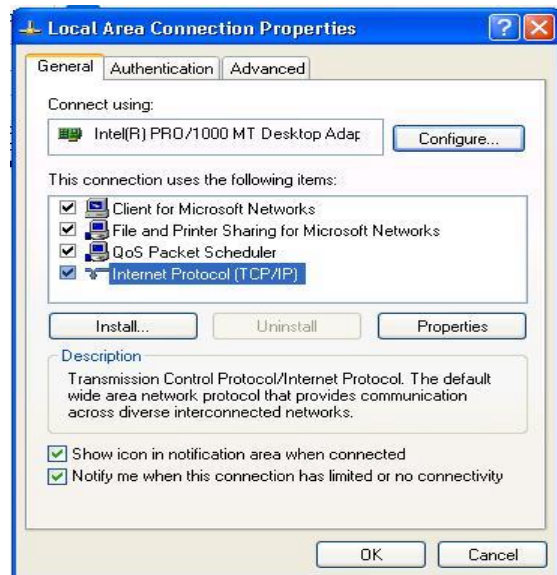 Local Area Connection Properties
General Authentication Advanced
Connect using:
Intel(R) PRO/1000 MT Desktop Adap
Configure...
This connection uses the following items:
Client for Microsoft Networks
File and Printer Sharing for Microsoft Networks
QoS Packet Scheduler
Internet Protocol (TCP/IP)
Install... Uninstall Properties
Description
Transmission Control Protocol/Internet Protocol. The default
wide area network protocol that provides communication
across diverse interconnected networks.
Show icon in notification area when connected
Notify me when this connection has limited or no connectivity
OK Cancel